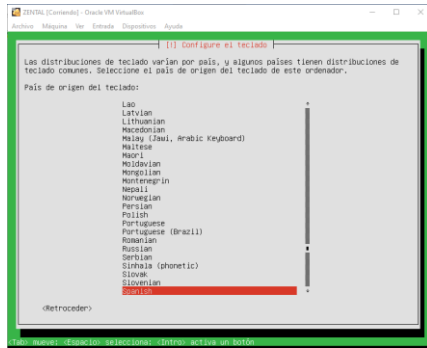 ZENTAL [Corriendo] - Oracle VM VirtualBox
Archivo Máquina Ver Entrada Dispositivos Ayuda
[!] Configure el teclado
Las distribuciones de teclado varían por país, y algunos países tienen distribuciones de
teclado comunes. Seleccione el país de origen del teclado de este ordenador.
País de origen del teclado:
Lao
Latvian
Lithuanian
Macedonian
Malay (Jawi, Arabic Keyboard)
Maltese
Maori
Moldavian
Mongolian
Montenegrin
Nepali
Norwegian
Persian
Polish
Portuguese
Portuguese (Brazil)
Romanian
Russian
Serbian
Sinhala (phonetic)
Slovak
Slovenian
Spanish
<Retroceder>
<Tab> mueve; <Espacio> selecciona; <Intro> activa un botón